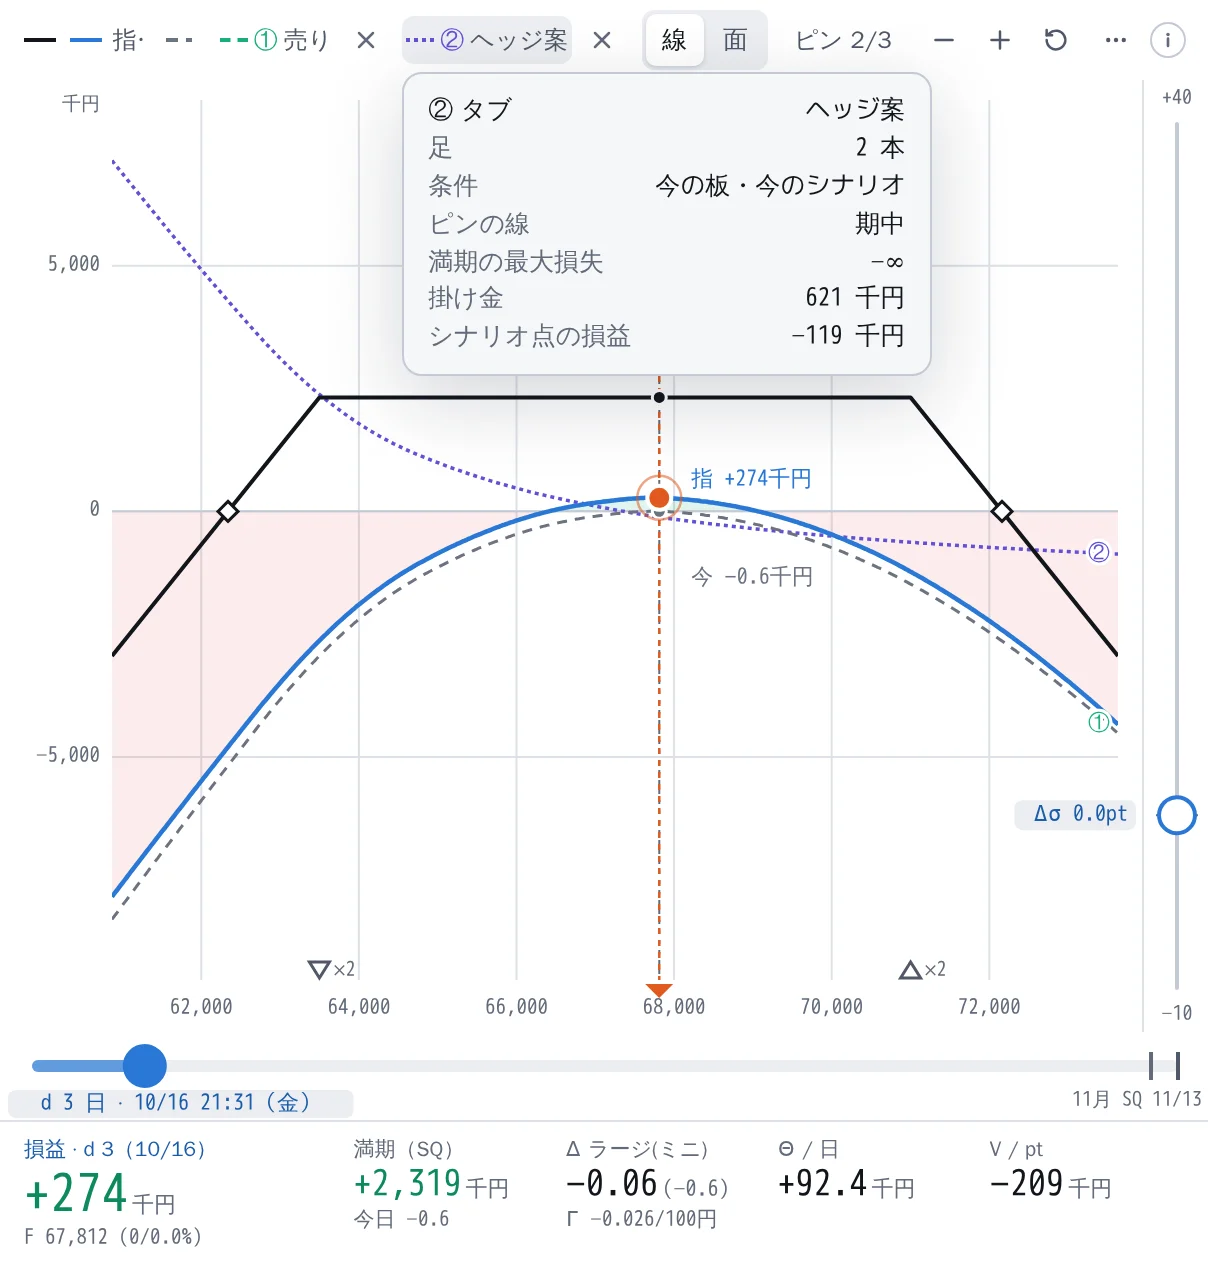 指· ① 売り × ② ヘッジ案 × 線 面 ピン 2/3 − + ··· i
千円
+40
② タブ ヘッジ案
足 2 本
条件 今の板・今のシナリオ
ピンの線 期中
満期の最大損失 −∞
掛け金 621 千円
シナリオ点の損益 −119 千円
5,000
指 +274千円
0
②
今 −0.6千円
①
−5,000
Δσ 0.0pt
×2 ×2
62,000 64,000 66,000 68,000 70,000 72,000
−10
d 3 日 · 10/16 21:31 (金)
11月 SQ 11/13
損益 · d 3（10/16） 満期（SQ） Δ ラージ(ミニ) Θ / 日 V / pt
+274千円 +2,319千円 −0.06(−0.6) +92.4千円 −209千円
今日 −0.6 Γ −0.026/100円
F 67,812 (0/0.0%)